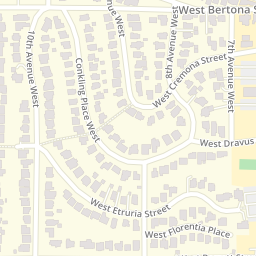 West Bertona S
10th Avenue West
Conkling Place West
Avenue West
8th Avenue West
7th Avenue West
West Cremona Street
West Dravus
West Etruria Street
West Florentia Place